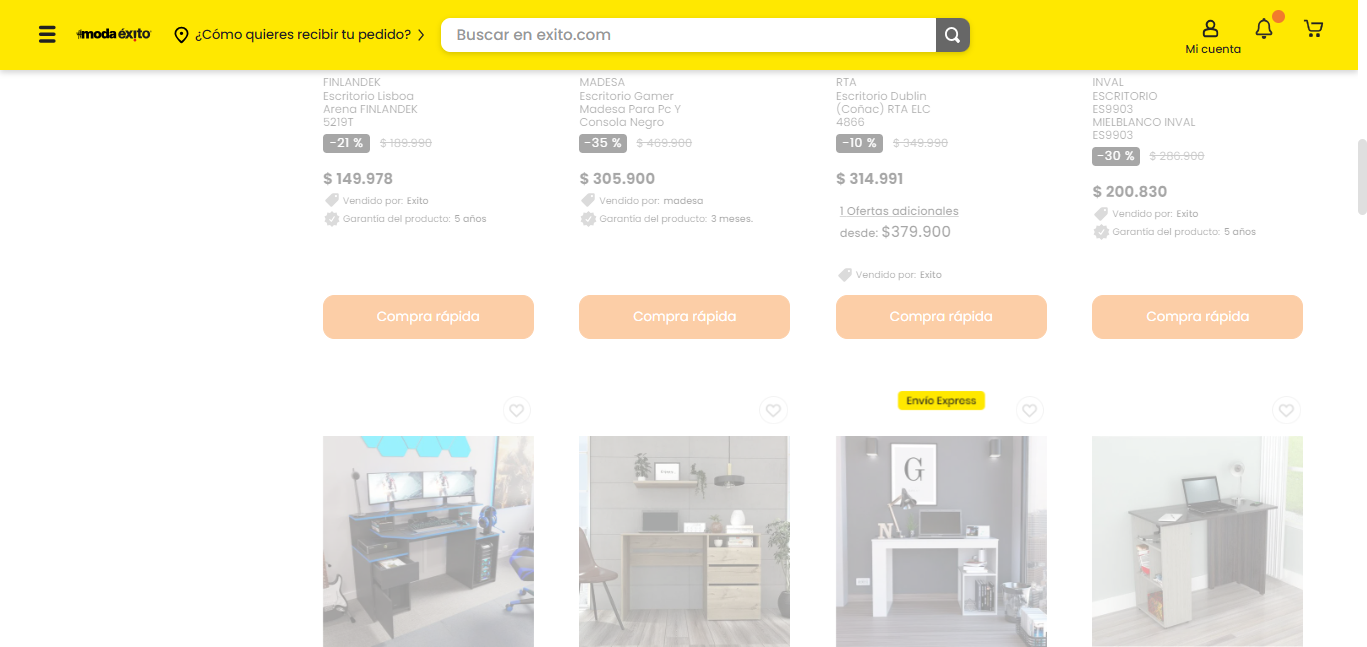 moda éxito
¿Cómo quieres recibir tu pedido?
Buscar en exito.com
Mi cuenta
FINLANDEK
Escritorio Lisboa
Arena FINLANDEK
5219T
-21 %
$ 189.990
$ 149.978
Vendido por: Exito
Garantía del producto: 5 años
Compra rápida
MADESA
Escritorio Gamer
Madesa Para Pc Y
Consola Negro
-35 %
$ 469.900
$ 305.900
Vendido por: madesa
Garantía del producto: 3 meses.
Compra rápida
RTA
Escritorio Dublin
(Coñac) RTA ELC
4866
-10 %
$ 349.990
$ 314.991
1 Ofertas adicionales
desde: $379.900
Vendido por: Exito
Compra rápida
INVAL
ESCRITORIO
ES9903
MIELBLANCO INVAL
ES9903
-30 %
$ 286.900
$ 200.830
Vendido por: Exito
Garantía del producto: 5 años
Compra rápida
Envío Express
G
N